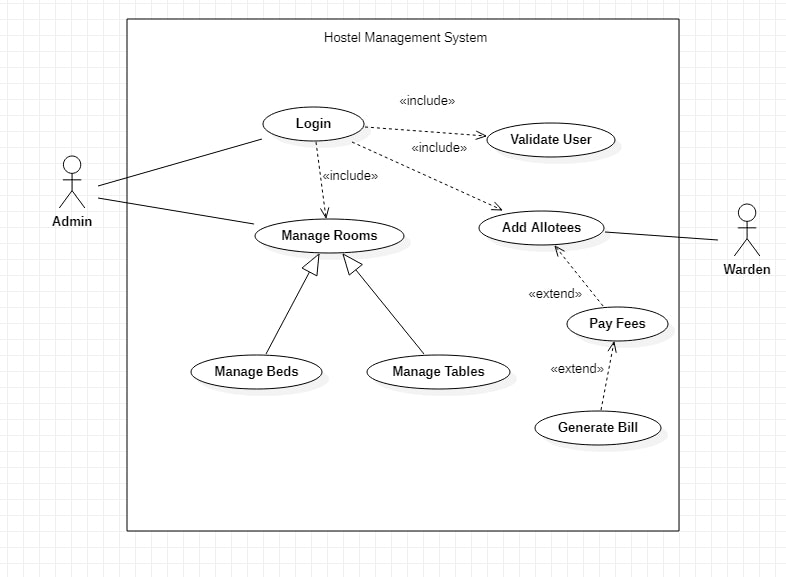 Hostel Management System
«include»
Login
Validate User
«include»
«include»
Admin
Manage Rooms
Add Allotees
Warden
«extend»
Pay Fees
«extend»
Manage Beds
Manage Tables
Generate Bill